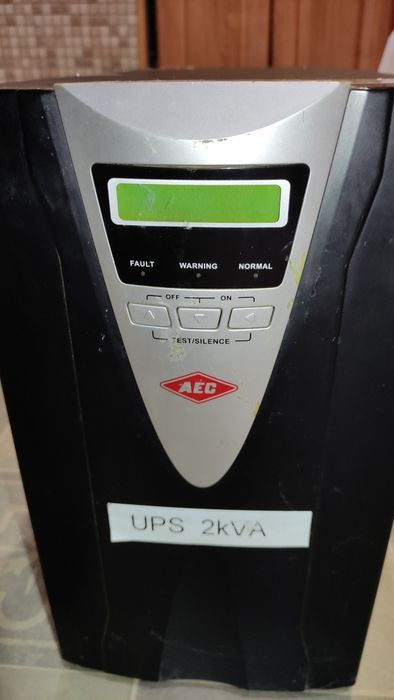 FAULT WARNING NORMAL
OFF ON
TEST/SILENCE
AEC
UPS 2kVA